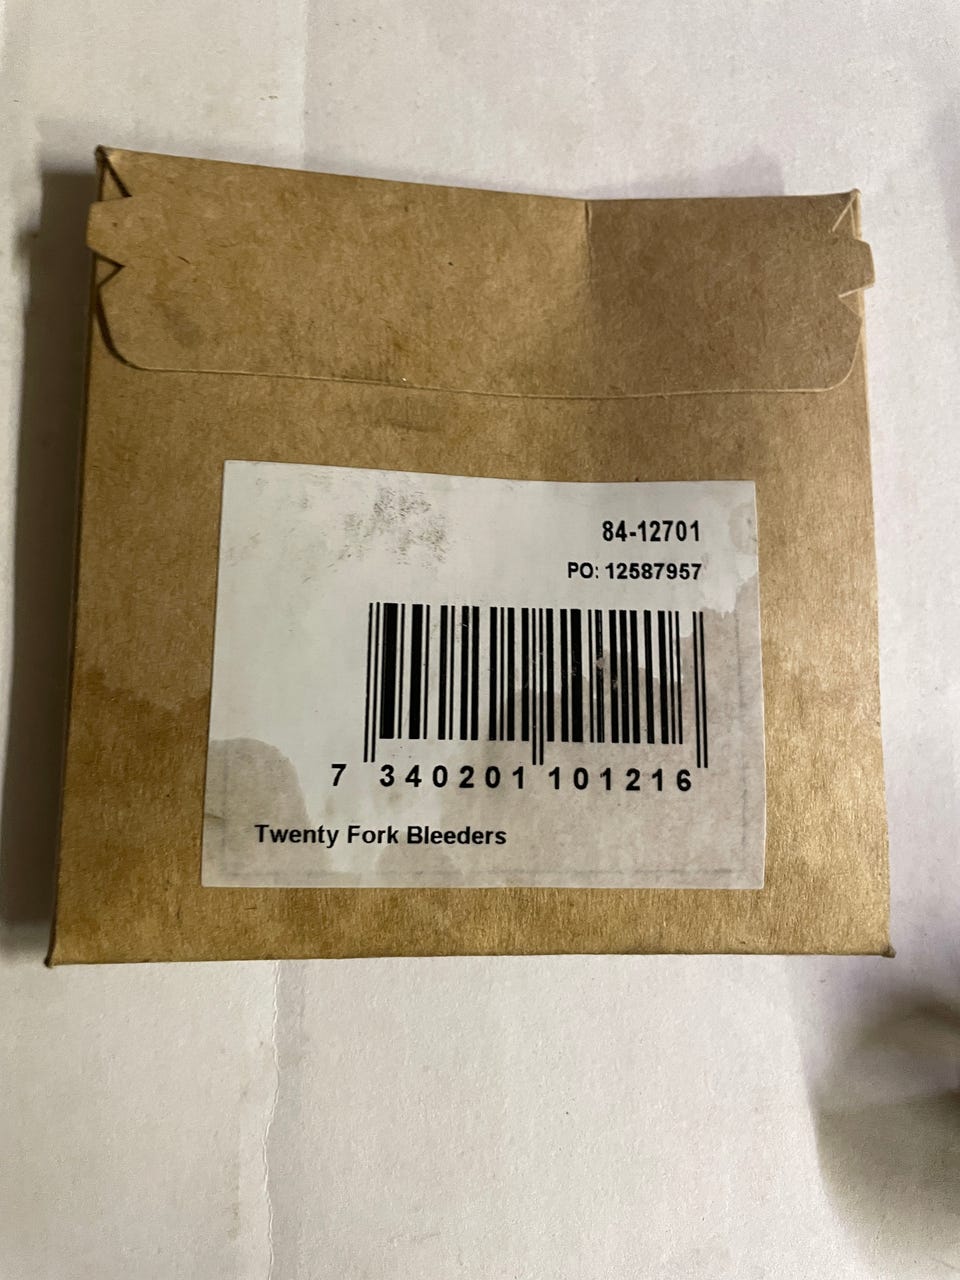 84-12701
PO: 12587957
7 340201 101216
Twenty Fork Bleeders